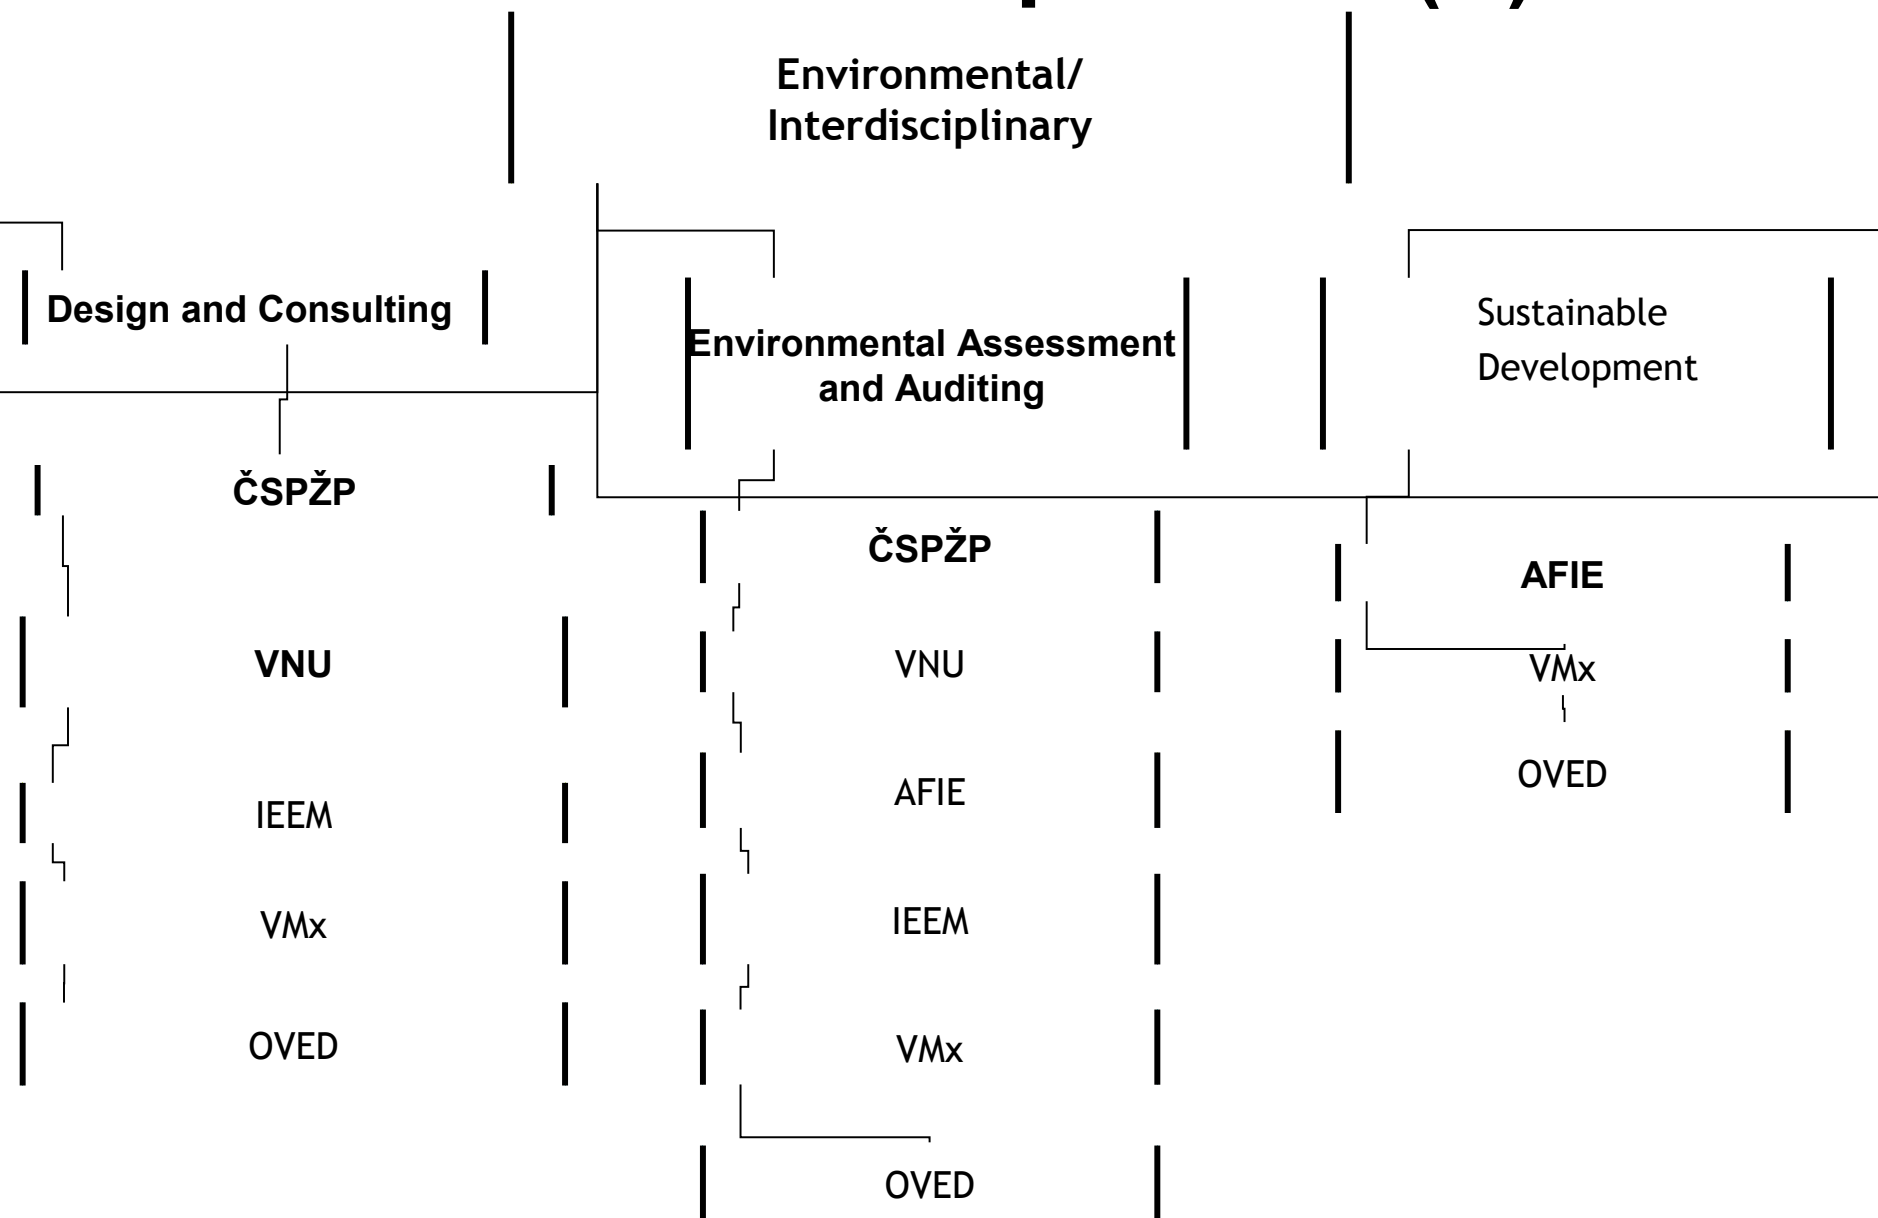 Environmental/
Interdisciplinary
Design and Consulting
Environmental Assessment
and Auditing
Sustainable
Development
ČSPŽP
VNU
IEEM
VMx
OVED
ČSPŽP
VNU
AFIE
IEEM
VMx
OVED
AFIE
VMx
OVED